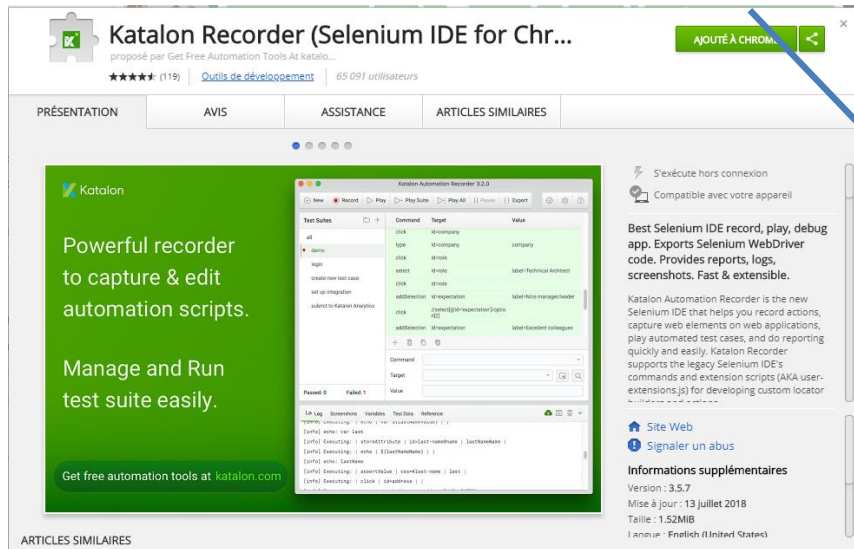 Katalon Recorder (Selenium IDE for Chr...
proposé par Get Free Automation Tools At katalo...
(119) Outils de développement 65 091 utilisateurs
AJOUTÉ À CHROME
PRÉSENTATION AVIS ASSISTANCE ARTICLES SIMILAIRES
Katalon
Powerful recorder
to capture & edit
automation scripts.
Manage and Run
test suite easily.
Get free automation tools at katalon.com
Katalon Automation Recorder 3.2.0
New Record Play Play Suite Play All Pause Export
Test Suites
all
demo
login
create new test case
set up integration
submit to Katalon Analytics
Passed: 0 Failed: 1
Command Target Value
click id=company
type id=company company
click id=role
select id=role label=Technical Architect
click id=role
addSelection id=expectation label=Nice manager/leader
click //select[@id='expectation']/optio
n[2]
addSelection id=expectation label=Excellent colleagues
Command
Target
Value
Log Screenshots Variables Test Data Reference
[info] echo: var last
[info] Executing: | storeAttribute | id=last-name@name | lastNameName |
[info] Executing: | echo | ${lastNameName} | |
[info] echo: lastName
[info] Executing: | assertValue | css=#last-name | last |
[info] Executing: | click | id=address | |
S'exécute hors connexion
Compatible avec votre appareil
Best Selenium IDE record, play, debug
app. Exports Selenium WebDriver
code. Provides reports, logs,
screenshots. Fast & extensible.
Katalon Automation Recorder is the new
Selenium IDE that helps you record actions,
capture web elements on web applications,
play automated test cases, and do reporting
quickly and easily. Katalon Recorder
supports the legacy Selenium IDE's
commands and extension scripts (AKA user-
extensions.js) for developing custom locator
builders and actions.
Site Web
Signaler un abus
Informations supplémentaires
Version : 3.5.7
Mise à jour : 13 juillet 2018
Taille : 1.52MiB
Langue : English (United States)
ARTICLES SIMILAIRES